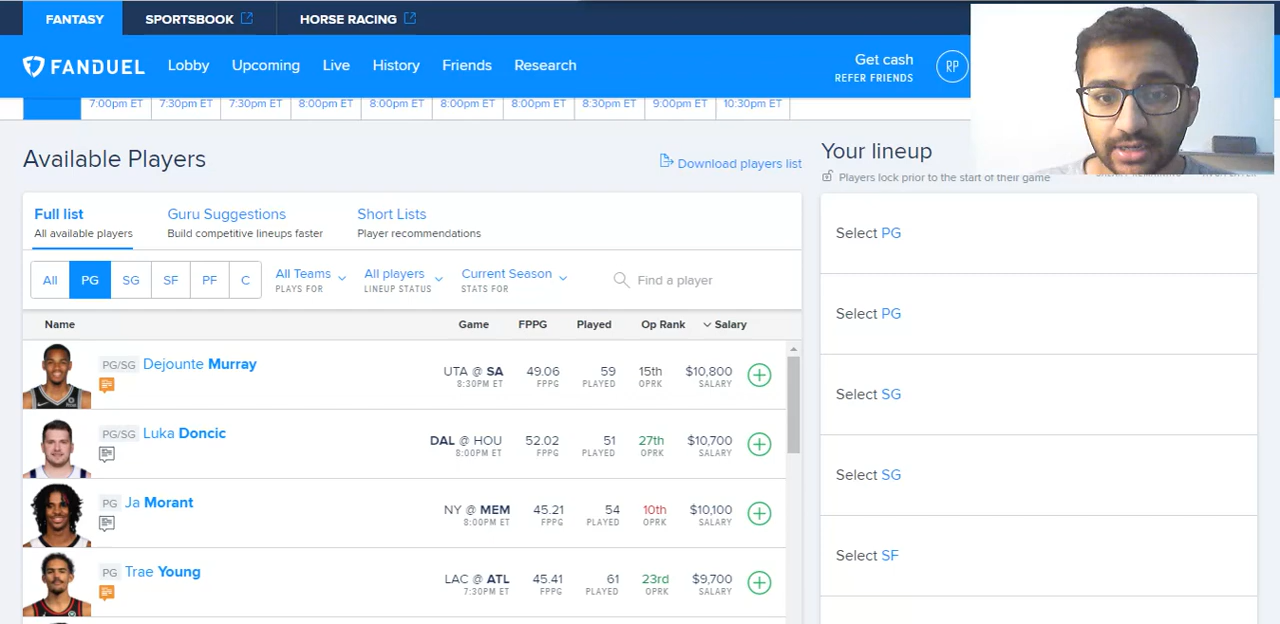 FANTASY SPORTSBOOK HORSE RACING
FANDUEL Lobby Upcoming Live History Friends Research
Get cash
REFER FRIENDS
RP
7:00pm ET 7:30pm ET 7:30pm ET 8:00pm ET 8:00pm ET 8:00pm ET 8:00pm ET 8:30pm ET 9:00pm ET 10:30pm ET
Available Players
Download players list
Full list Guru Suggestions Short Lists
All available players Build competitive lineups faster Player recommendations
All PG SG SF PF C
All Teams All players Current Season
PLAYS FOR LINEUP STATUS STATS FOR
Find a player
Name Game FPPG Played Op Rank Salary
PG/SG Dejounte Murray UTA @ SA 49.06 59 15th $10,800
8:30PM ET FPPG PLAYED OPRK SALARY
PG/SG Luka Doncic DAL @ HOU 52.02 51 27th $10,700
8:00PM ET FPPG PLAYED OPRK SALARY
PG Ja Morant NY @ MEM 45.21 54 10th $10,100
8:00PM ET FPPG PLAYED OPRK SALARY
PG Trae Young LAC @ ATL 45.41 61 23rd $9,700
7:30PM ET FPPG PLAYED OPRK SALARY
Your lineup
Players lock prior to the start of their game
Select PG
Select PG
Select SG
Select SG
Select SF